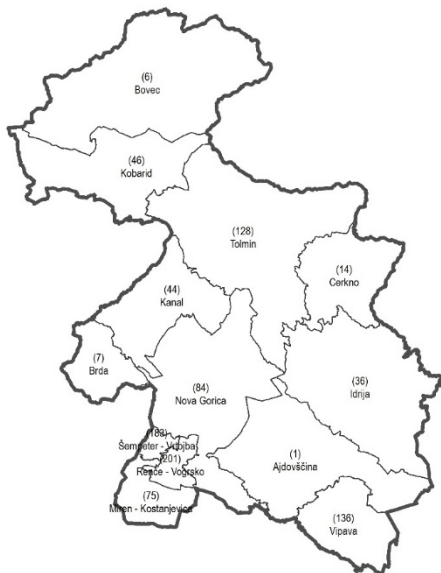 (6)
Bovec
(46)
Kobarid
(128)
Tolmin
(14)
Cerkno
(44)
Kanal
(7)
Brda
(84)
Nova Gorica
(36)
Idrija
(183)
Šempeter - Vrtojba
(201)
Renče - Vogrsko
(1)
Ajdovščina
(75)
Miren - Kostanjevica
(136)
Vipava